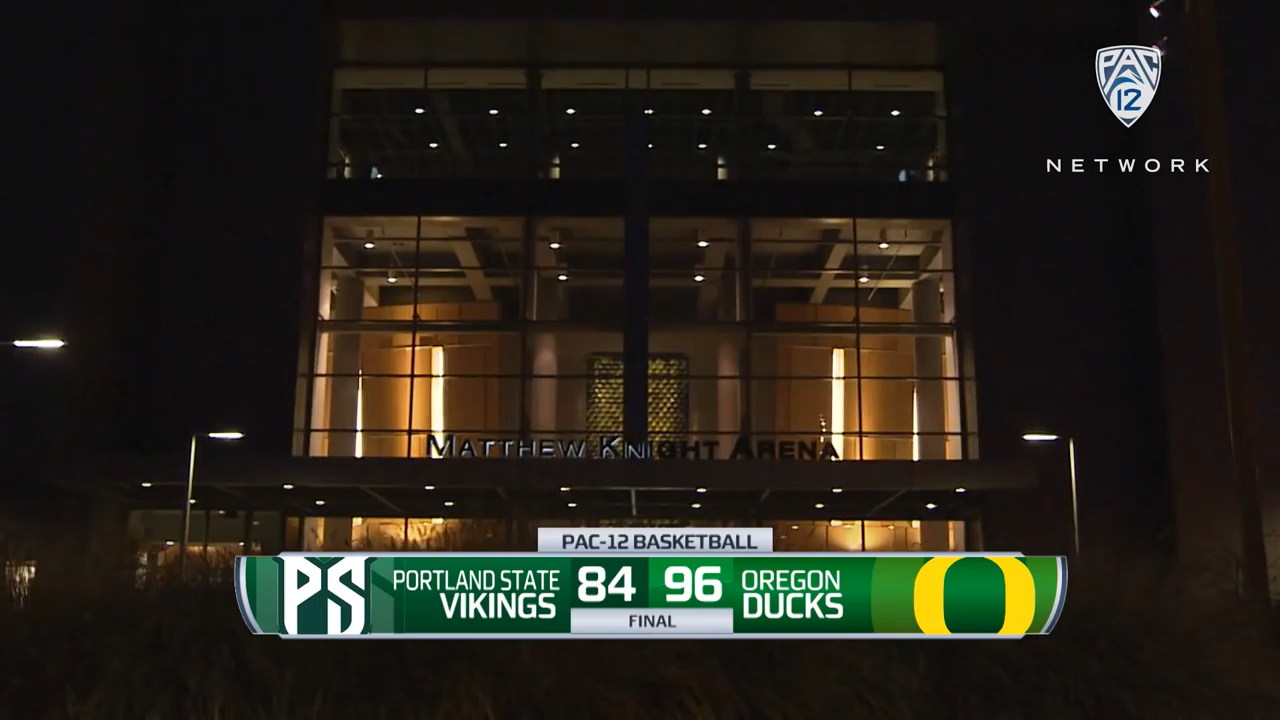 PAC
12
NETWORK
MATTHEW KNIGHT ARENA
PAC-12 BASKETBALL
PS
PORTLAND STATE
VIKINGS
84
96
OREGON
DUCKS
O
FINAL